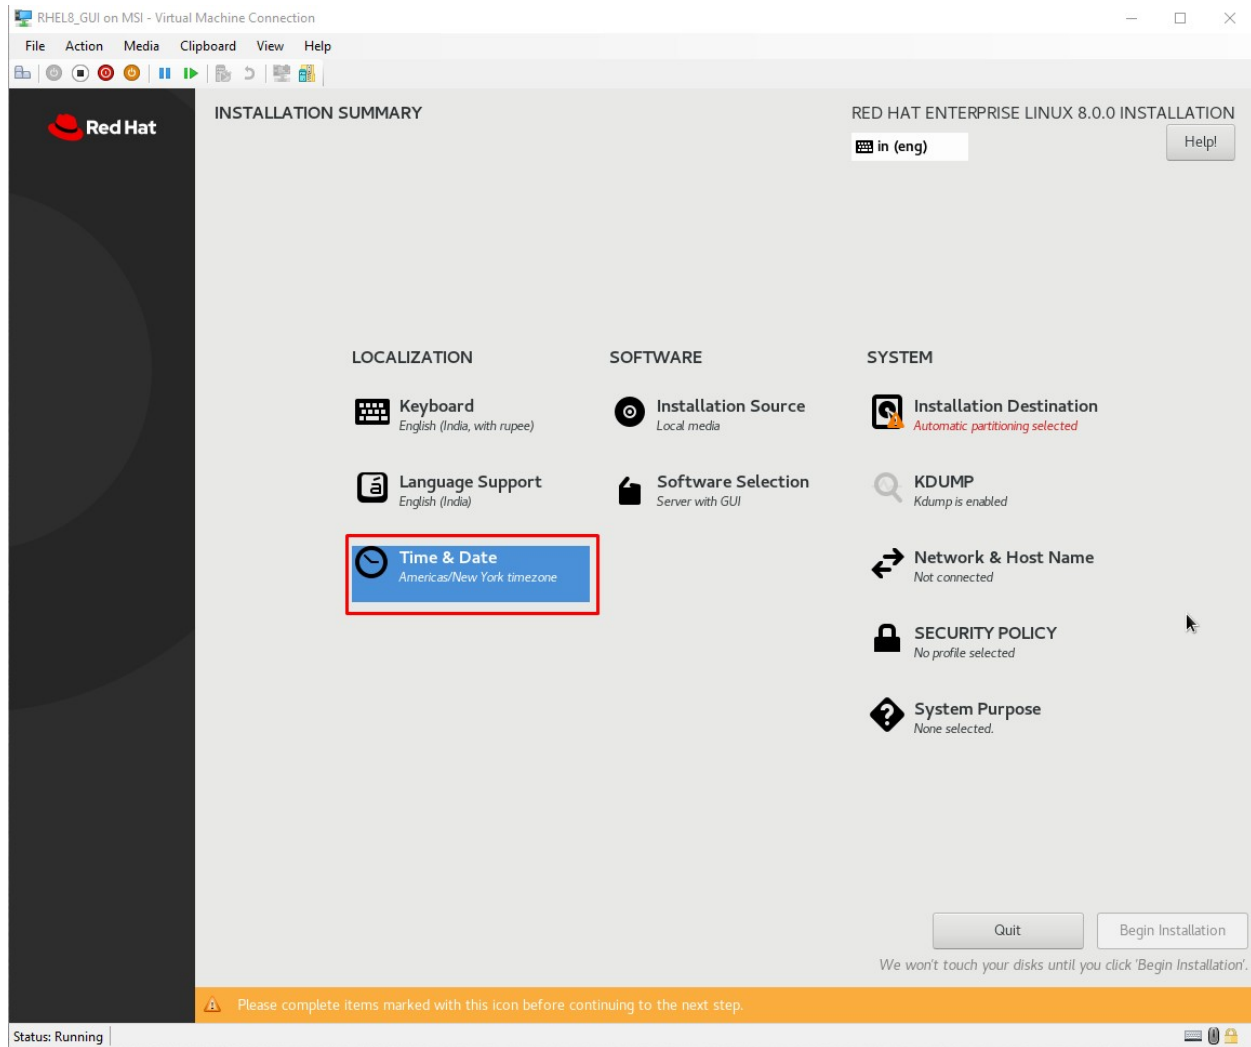 RHEL8_GUI on MSI - Virtual Machine Connection
File Action Media Clipboard View Help
Red Hat
INSTALLATION SUMMARY
RED HAT ENTERPRISE LINUX 8.0.0 INSTALLATION
in (eng)
Help!
LOCALIZATION
Keyboard
English (India, with rupee)
Language Support
English (India)
Time & Date
Americas/New York timezone
SOFTWARE
Installation Source
Local media
Software Selection
Server with GUI
SYSTEM
Installation Destination
Automatic partitioning selected
KDUMP
Kdump is enabled
Network & Host Name
Not connected
SECURITY POLICY
No profile selected
System Purpose
None selected.
Quit
Begin Installation
We won't touch your disks until you click 'Begin Installation'.
Please complete items marked with this icon before continuing to the next step.
Status: Running